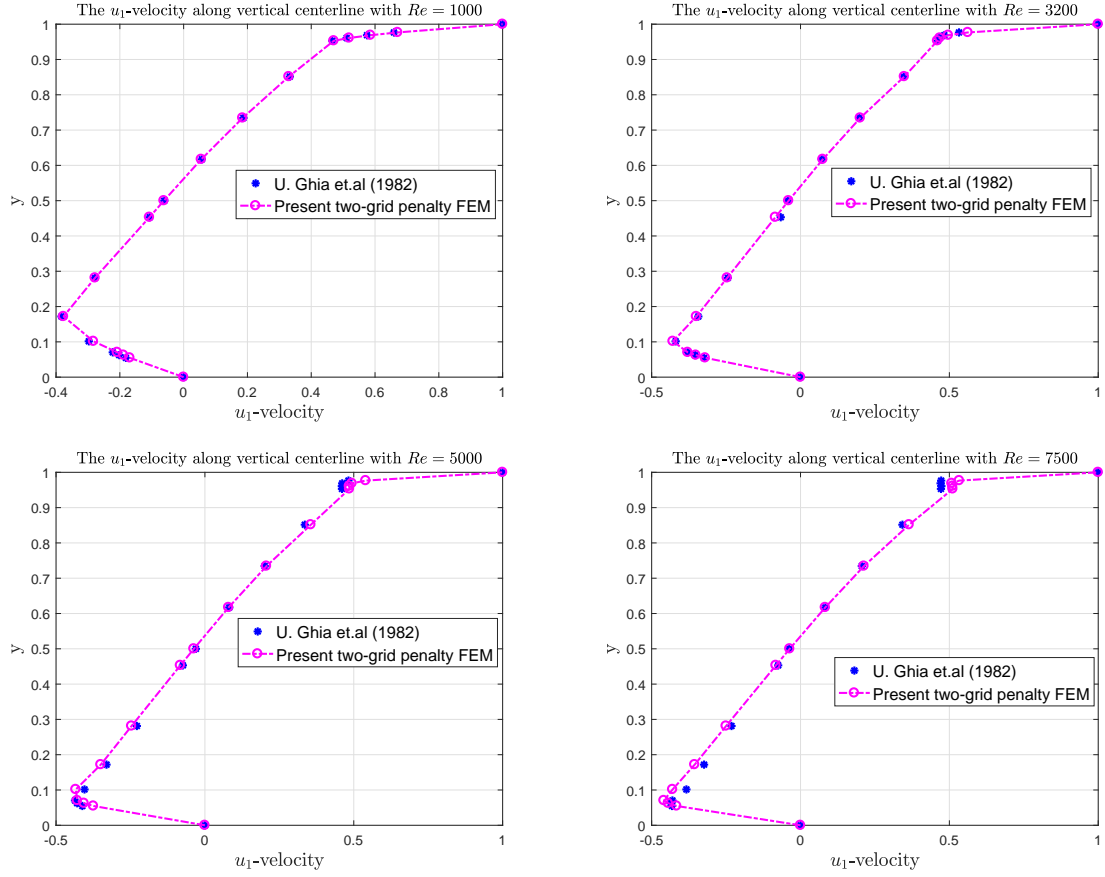 The u₁-velocity along vertical centerline with Re = 1000
1
0.9
0.8
0.7
0.6
0.5
0.4
0.3
0.2
0.1
0
y
U. Ghia et.al (1982)
Present two-grid penalty FEM
-0.4 -0.2 0 0.2 0.4 0.6 0.8 1
u₁-velocity
The u₁-velocity along vertical centerline with Re = 3200
1
0.9
0.8
0.7
0.6
0.5
0.4
0.3
0.2
0.1
0
y
U. Ghia et.al (1982)
Present two-grid penalty FEM
-0.5 0 0.5 1
u₁-velocity
The u₁-velocity along vertical centerline with Re = 5000
1
0.9
0.8
0.7
0.6
0.5
0.4
0.3
0.2
0.1
0
y
U. Ghia et.al (1982)
Present two-grid penalty FEM
-0.5 0 0.5 1
u₁-velocity
The u₁-velocity along vertical centerline with Re = 7500
1
0.9
0.8
0.7
0.6
0.5
0.4
0.3
0.2
0.1
0
y
U. Ghia et.al (1982)
Present two-grid penalty FEM
-0.5 0 0.5 1
u₁-velocity